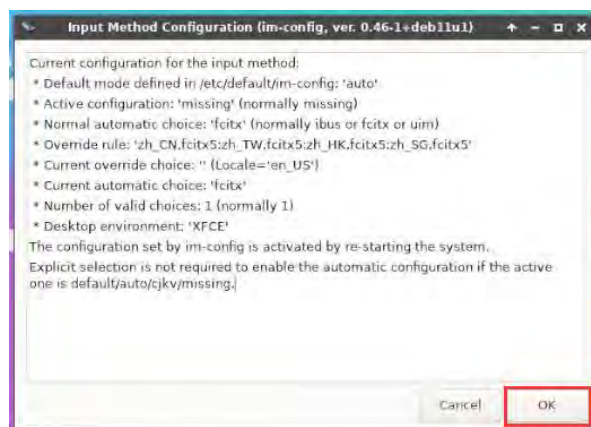 Input Method Configuration (im-config, ver. 0.46-1+deb11u1)
Current configuration for the input method:
* Default mode defined in /etc/default/im-config: 'auto'
* Active configuration: 'missing' (normally missing)
* Normal automatic choice: 'fcitx' (normally ibus or fcitx or uim)
* Override rule: 'zh_CN,fcitx5:zh_TW,fcitx5:zh_HK,fcitx5:zh_SG,fcitx5'
* Current override choice: '' (Locale='en_US')
* Current automatic choice: 'fcitx'
* Number of valid choices: 1 (normally 1)
* Desktop environment: 'XFCE'
The configuration set by im-config is activated by re-starting the system.
Explicit selection is not required to enable the automatic configuration if the active
one is default/auto/cjkv/missing.
Cancel OK